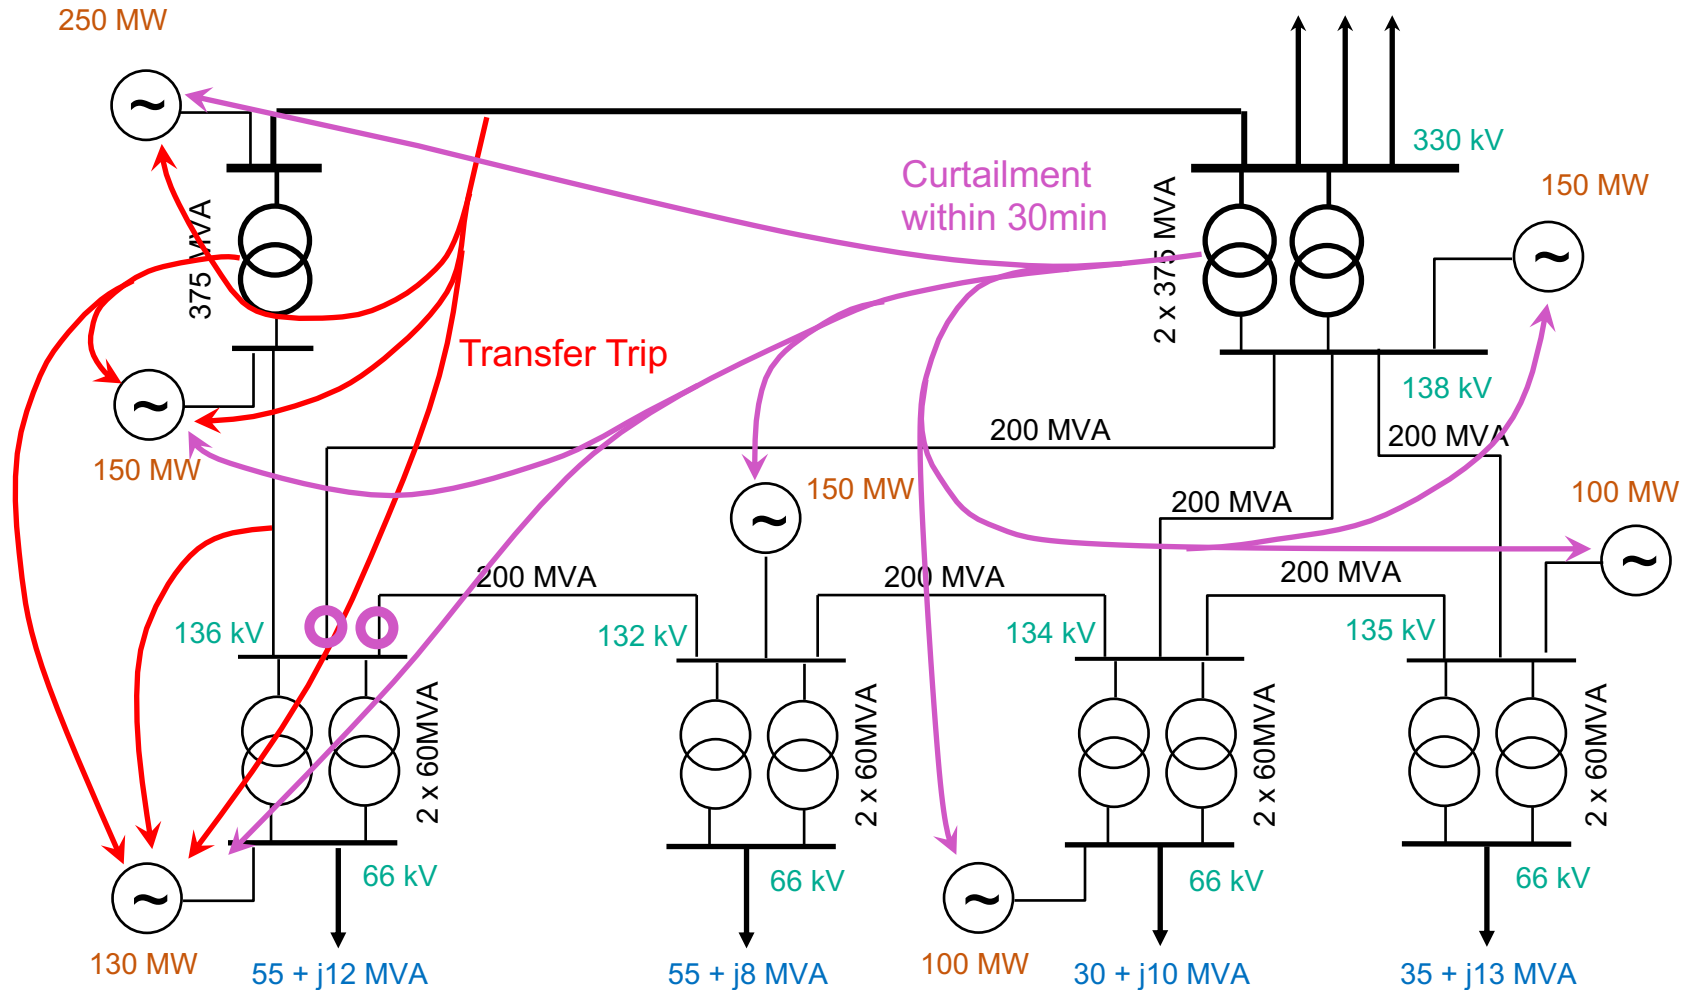 250 MW
330 kV
Curtailment
within 30min
150 MW
375 MVA
2 x 375 MVA
Transfer Trip
138 kV
200 MVA
200 MVA
150 MW
150 MW
100 MW
200 MVA
200 MVA
200 MVA
200 MVA
136 kV
132 kV
134 kV
135 kV
2 x 60MVA
2 x 60MVA
2 x 60MVA
2 x 60MVA
66 kV
66 kV
66 kV
66 kV
130 MW
55 + j12 MVA
55 + j8 MVA
100 MW
30 + j10 MVA
35 + j13 MVA